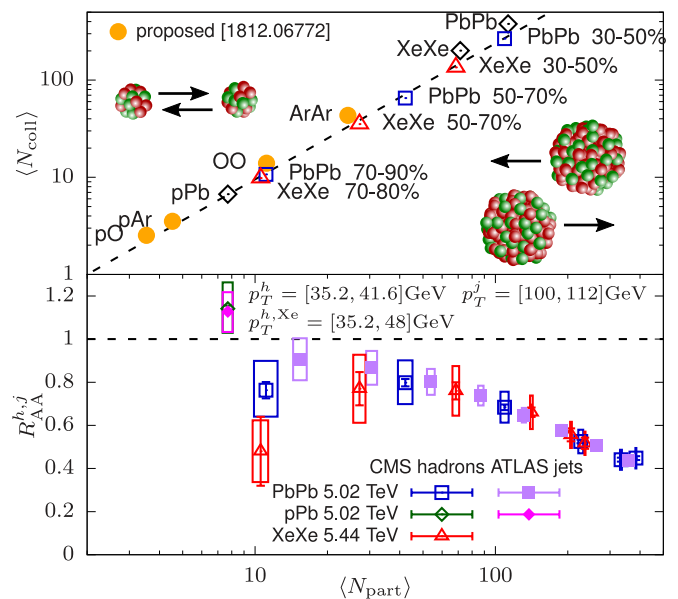 proposed [1812.06772]
PbPb
PbPb 30-50%
XeXe
XeXe 30-50%
PbPb 50-70%
ArAr
XeXe 50-70%
OO
PbPb 70-90%
pPb
XeXe 70-80%
pAr
pO
⟨N_coll⟩
100
10
1
p_T^h = [35.2, 41.6]GeV p_T^j = [100, 112]GeV
p_T^{h,Xe} = [35.2, 48]GeV
R_AA^{h,j}
1.2
1
0.8
0.6
0.4
0.2
0
CMS hadrons ATLAS jets
PbPb 5.02 TeV
pPb 5.02 TeV
XeXe 5.44 TeV
10
100
⟨N_part⟩